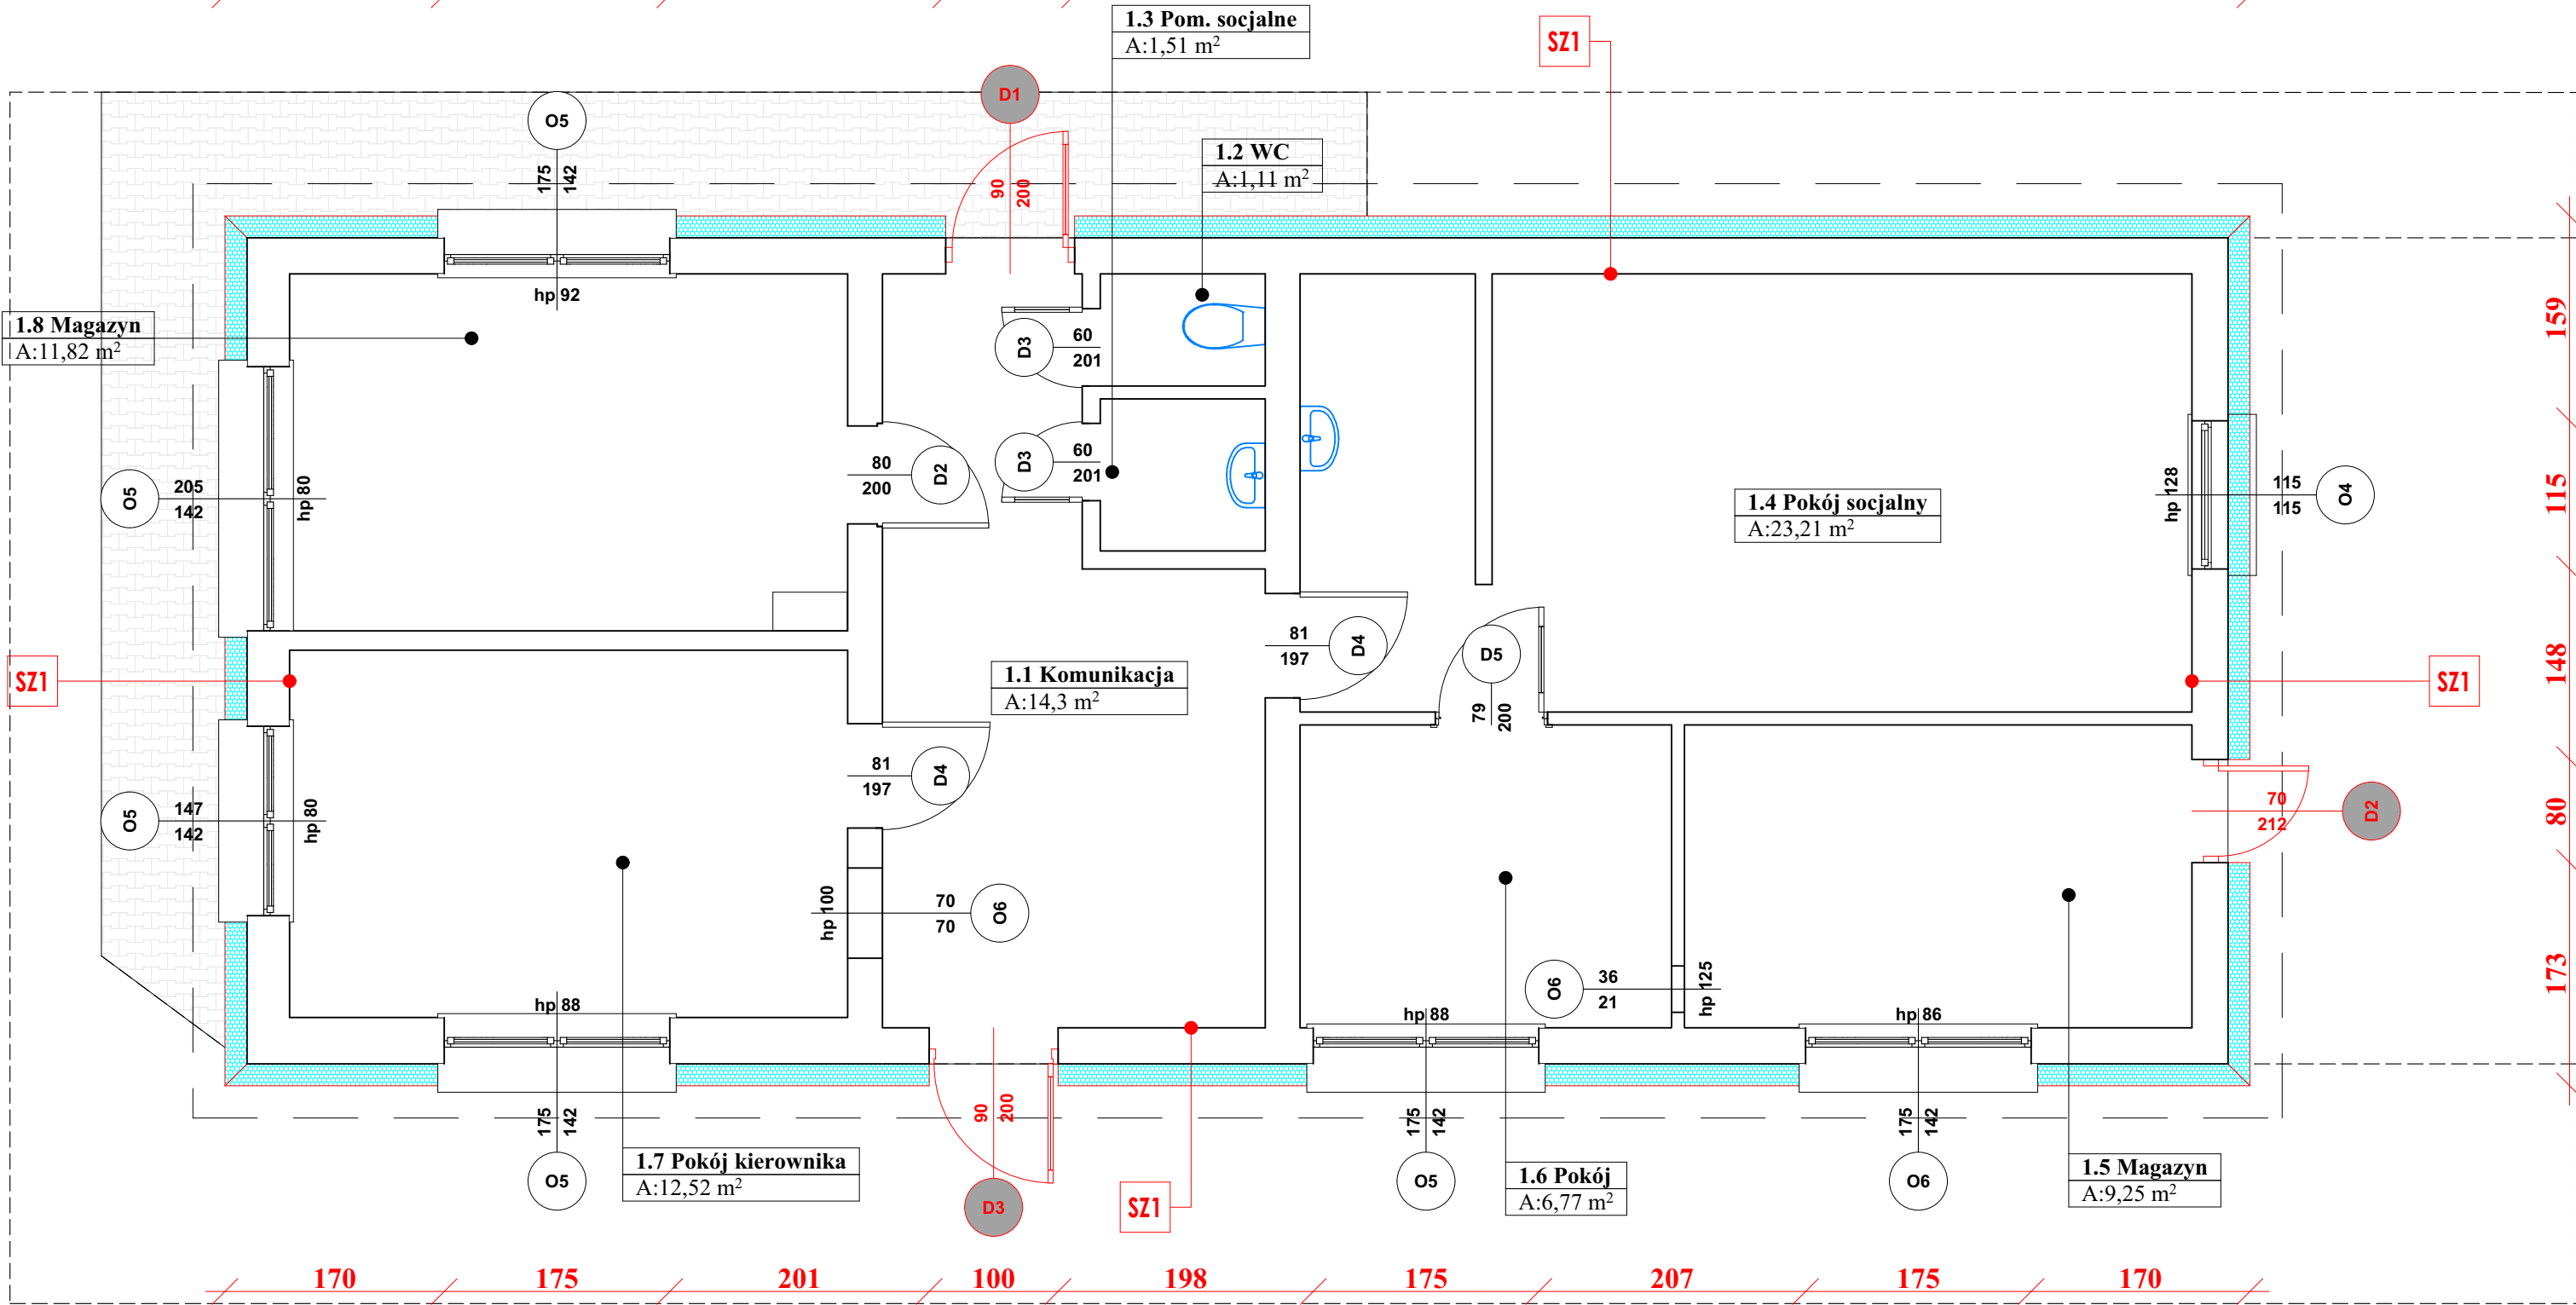 1.3 Pom. socjalne
A:1,51 m²
SZ1
D1
O5
175
142
90
200
1.2 WC
A:1,11 m²
hp 92
1.8 Magazyn
A:11,82 m²
D3
60
201
159
D3
60
201
80
200
D2
O5
205
142
hp 80
1.4 Pokój socjalny
A:23,21 m²
hp 128
115
115
O4
115
81
197
D4
D5
79
200
148
SZ1
1.1 Komunikacja
A:14,3 m²
SZ1
81
197
D4
O5
147
142
hp 80
70
212
D2
80
hp 100
70
70
O6
O6
36
21
hp 125
173
hp 88
hp 88
hp 86
175
142
90
200
175
142
175
142
1.7 Pokój kierownika
A:12,52 m²
1.6 Pokój
A:6,77 m²
1.5 Magazyn
A:9,25 m²
O5
D3
SZ1
O5
O6
170
175
201
100
198
175
207
175
170